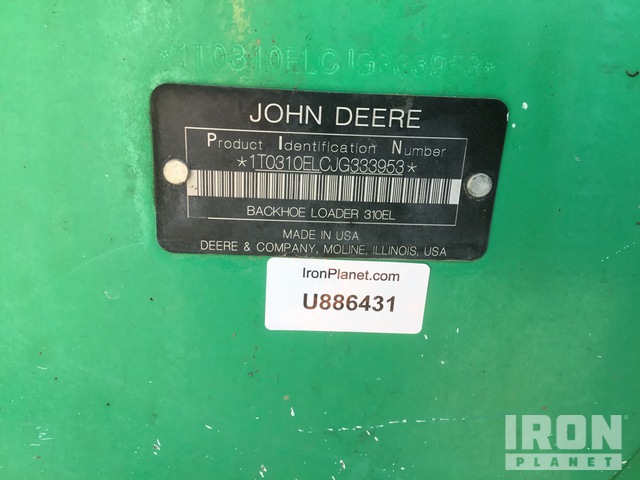 *1T0310ELCJG333953*
JOHN DEERE
Product Identification Number
*1T0310ELCJG333953*
BACKHOE LOADER 310EL
MADE IN USA
DEERE & COMPANY, MOLINE, ILLINOIS, USA
IronPlanet.com
U886431
IRON
PLANET